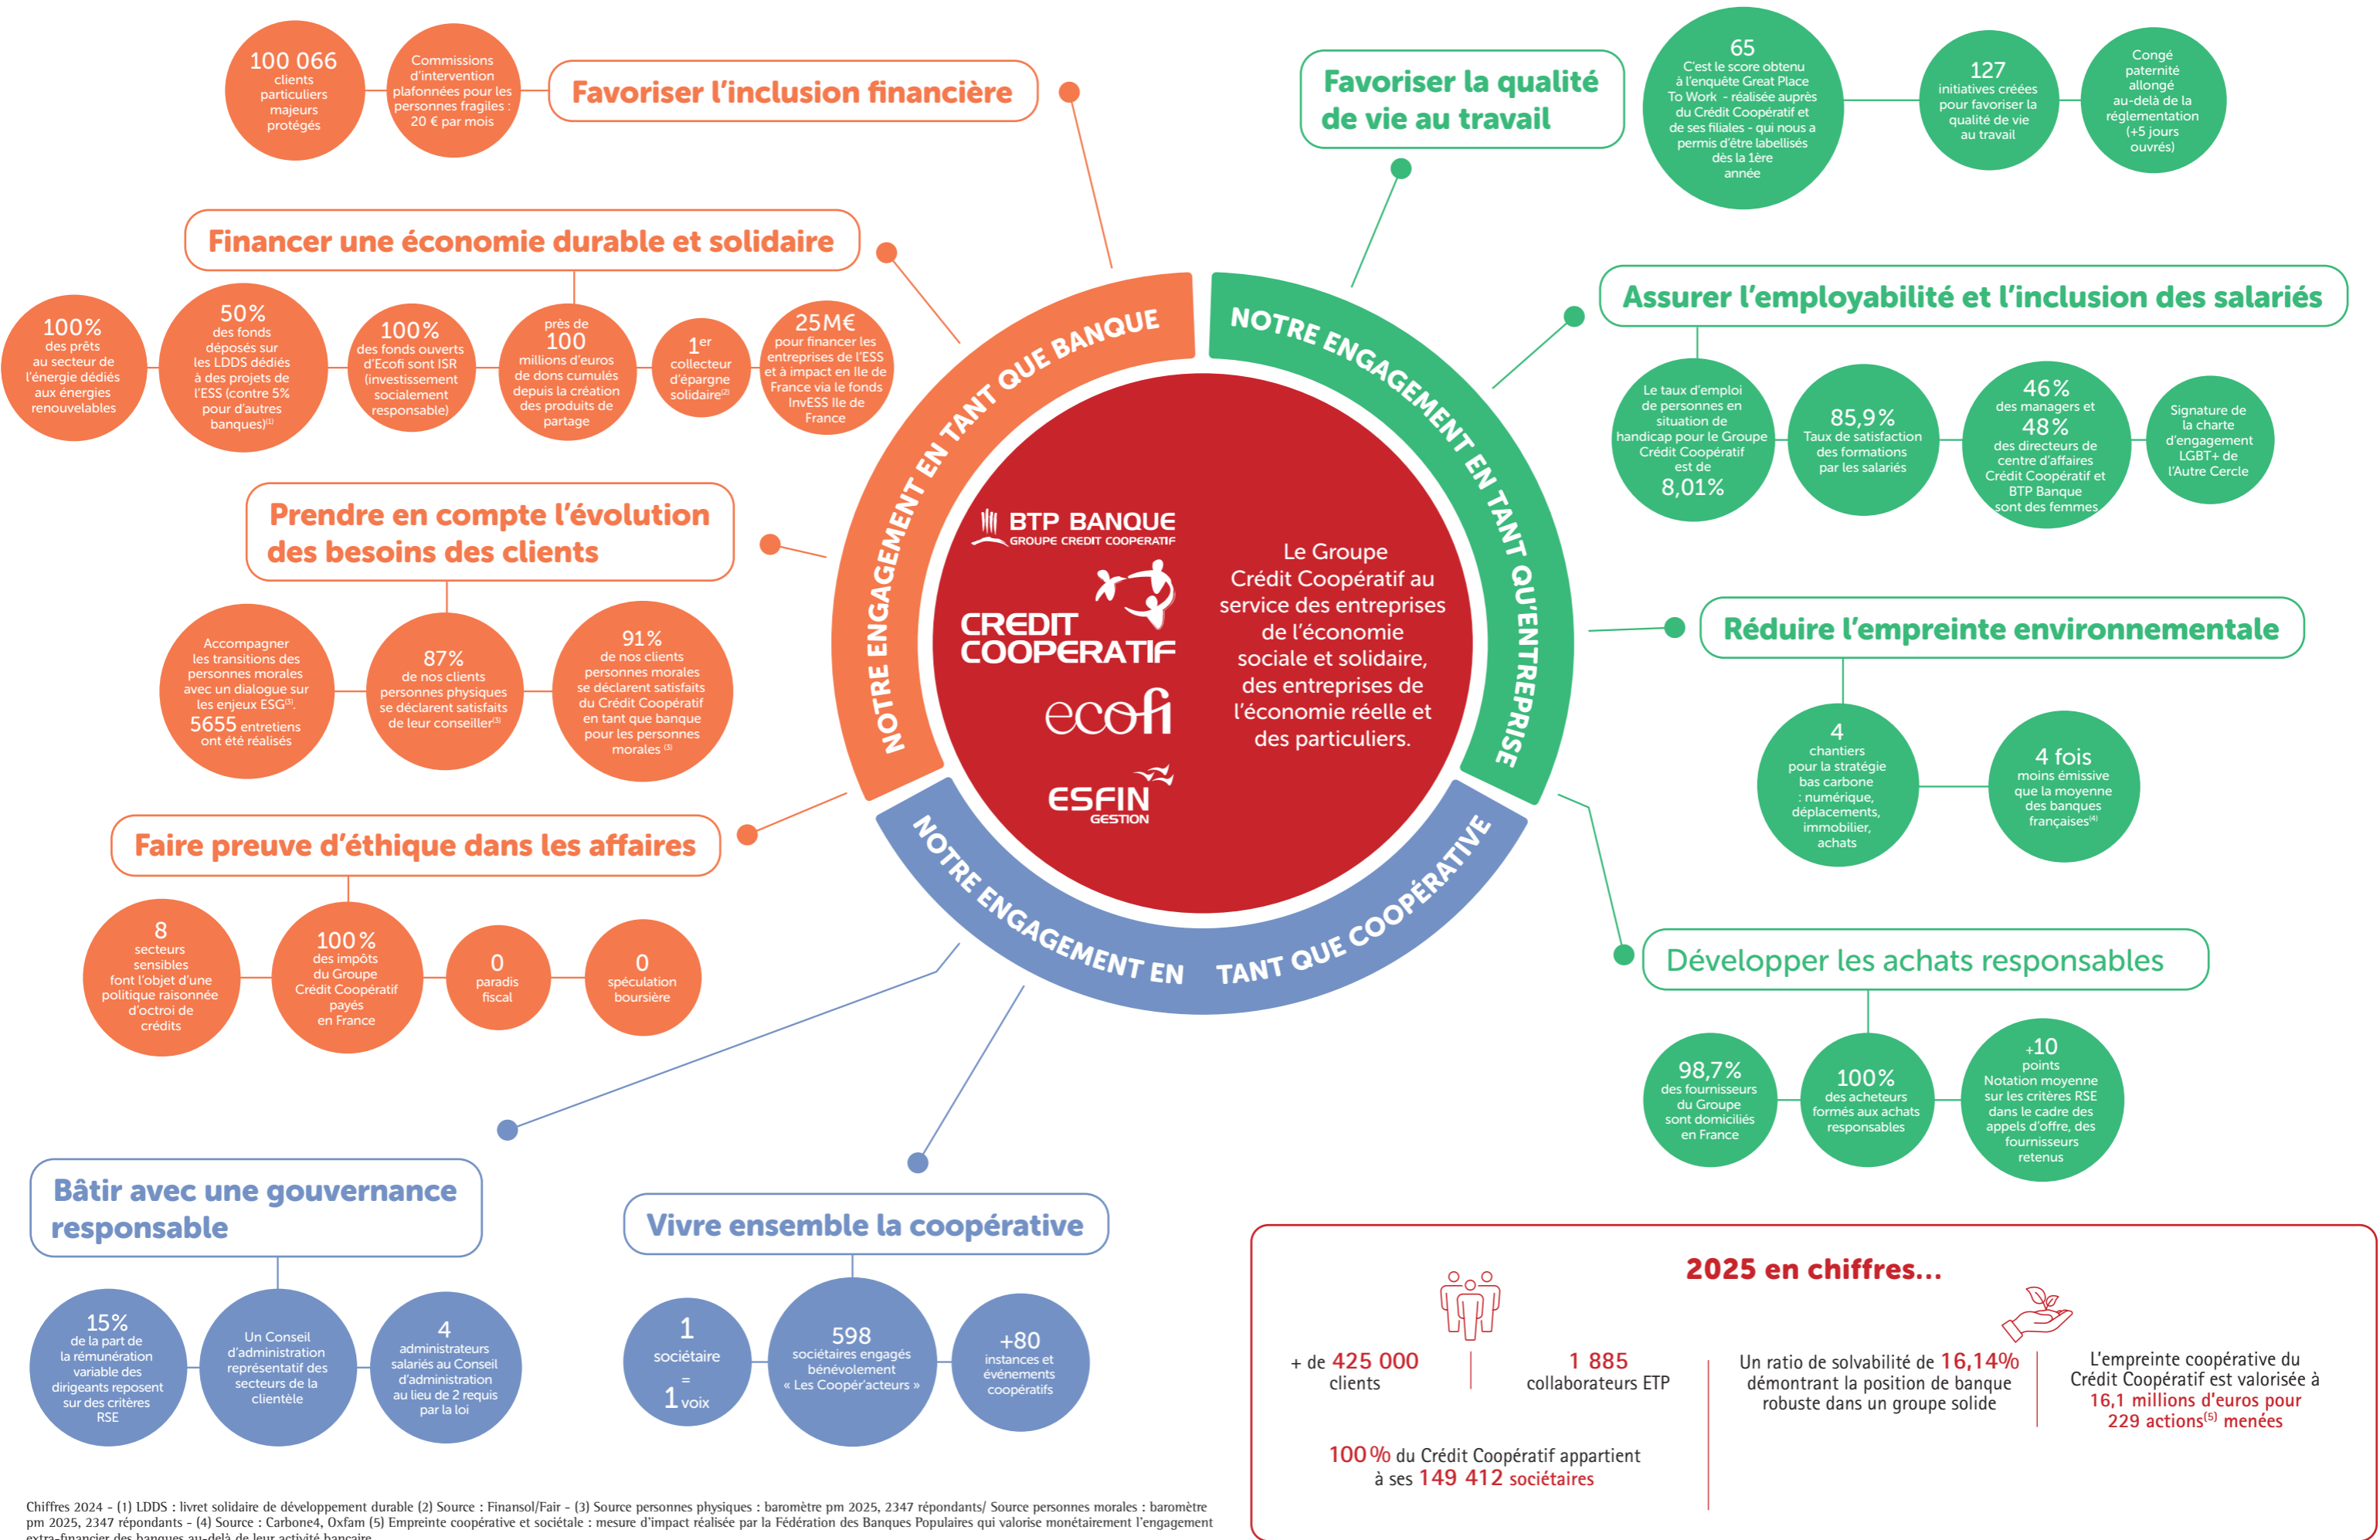 100 066
clients
particuliers
majeurs
protégés
Commissions
d'intervention
plafonnées pour les
personnes fragiles :
20 € par mois
Favoriser l'inclusion financière
Financer une économie durable et solidaire
100%
des prêts
au secteur de
l'énergie dédiés
aux énergies
renouvelables
50%
des fonds
déposés sur
les LDDS dédiés
à des projets de
l'ESS (contre 5%
pour d'autres
banques)(1)
100%
des fonds ouverts
d'Ecofi sont ISR
(investissement
socialement
responsable)
près de
100
millions d'euros
de dons cumulés
depuis la création
des produits de
partage
1er
collecteur
d'épargne
solidaire(2)
25M€
pour financer les
entreprises de l'ESS
et à impact en Ile de
France via le fonds
InvESS Ile de
France
Prendre en compte l'évolution
des besoins des clients
Accompagner
les transitions des
personnes morales
avec un dialogue sur
les enjeux ESG(3).
5655 entretiens
ont été réalisés
87%
de nos clients
personnes physiques
se déclarent satisfaits
de leur conseiller(3)
91%
de nos clients
personnes morales
se déclarent satisfaits
du Crédit Coopératif
en tant que banque
pour les personnes
morales (3)
Faire preuve d'éthique dans les affaires
8
secteurs
sensibles
font l'objet d'une
politique raisonnée
d'octroi de
crédits
100%
des impôts
du Groupe
Crédit Coopératif
payés
en France
0
paradis
fiscal
0
spéculation
boursière
NOTRE ENGAGEMENT EN TANT QUE BANQUE
NOTRE ENGAGEMENT EN TANT QU'ENTREPRISE
NOTRE ENGAGEMENT EN TANT QUE COOPÉRATIVE
BTP BANQUE
GROUPE CREDIT COOPERATIF
CREDIT
COOPERATIF
ecofi
ESFIN
GESTION
Le Groupe
Crédit Coopératif au
service des entreprises
de l'économie
sociale et solidaire,
des entreprises de
l'économie réelle et
des particuliers.
Favoriser la qualité
de vie au travail
65
C'est le score obtenu
à l'enquête Great Place
To Work - réalisée auprès
du Crédit Coopératif et
de ses filiales - qui nous a
permis d'être labellisés
dès la 1ère
année
127
initiatives créées
pour favoriser la
qualité de vie
au travail
Congé
paternité
allongé
au-delà de la
réglementation
(+5 jours
ouvrés)
Assurer l'employabilité et l'inclusion des salariés
Le taux d'emploi
de personnes en
situation de
handicap pour le Groupe
Crédit Coopératif
est de
8,01%
85,9%
Taux de satisfaction
des formations
par les salariés
46%
des managers et
48%
des directeurs de
centre d'affaires
Crédit Coopératif et
BTP Banque
sont des femmes
Signature de
la charte
d'engagement
LGBT+ de
l'Autre Cercle
Réduire l'empreinte environnementale
4
chantiers
pour la stratégie
bas carbone
: numérique,
déplacements,
immobilier,
achats
4 fois
moins émissive
que la moyenne
des banques
françaises(4)
Développer les achats responsables
98,7%
des fournisseurs
du Groupe
sont domiciliés
en France
100%
des acheteurs
formés aux achats
responsables
+10
points
Notation moyenne
sur les critères RSE
dans le cadre des
appels d'offre, des
fournisseurs
retenus
Bâtir avec une gouvernance
responsable
15%
de la part de
la rémunération
variable des
dirigeants reposent
sur des critères
RSE
Un Conseil
d'administration
représentatif des
secteurs de la
clientèle
4
administrateurs
salariés au Conseil
d'administration
au lieu de 2 requis
par la loi
Vivre ensemble la coopérative
1
sociétaire
=
1 voix
598
sociétaires engagés
bénévolement
« Les Coopér'acteurs »
+80
instances et
événements
coopératifs
2025 en chiffres...
+ de 425 000
clients
1 885
collaborateurs ETP
100% du Crédit Coopératif appartient
à ses 149 412 sociétaires
Un ratio de solvabilité de 16,14%
démontrant la position de banque
robuste dans un groupe solide
L'empreinte coopérative du
Crédit Coopératif est valorisée à
16,1 millions d'euros pour
229 actions(5) menées
Chiffres 2024 - (1) LDDS : livret solidaire de développement durable (2) Source : Finansol/Fair - (3) Source personnes physiques : baromètre pm 2025, 2347 répondants/ Source personnes morales : baromètre
pm 2025, 2347 répondants - (4) Source : Carbone4, Oxfam (5) Empreinte coopérative et sociétale : mesure d'impact réalisée par la Fédération des Banques Populaires qui valorise monétairement l'engagement
extra-financier des banques au-delà de leur activité bancaire